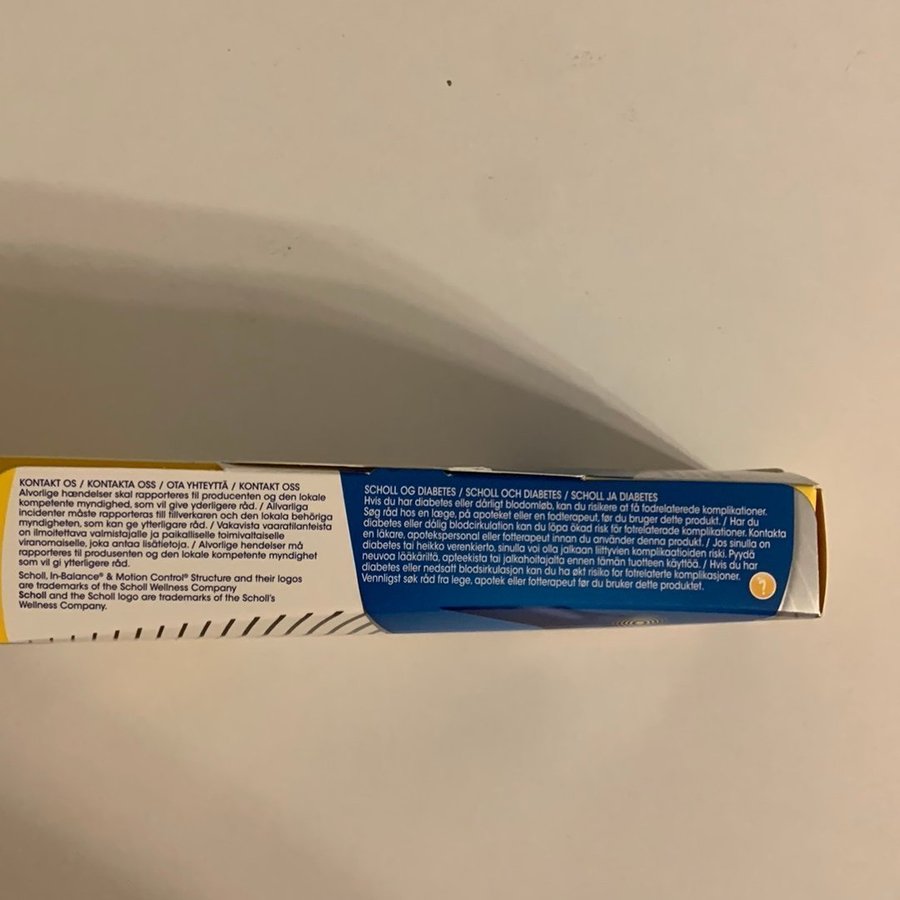 KONTAKT OS / KONTAKTA OSS / OTA YHTEYTTÄ / KONTAKT OSS
Alvorlige hændelser skal rapporteres til producenten og den lokale
kompetente myndighed, som vil give yderligere råd. / Allvarliga
incidenter måste rapporteras till tillverkaren och den lokala behöriga
myndigheten, som kan ge ytterligare råd. / Vakavista vaaratilanteista
on ilmoitettava valmistajalle ja paikalliselle toimivaltaiselle
viranomaiselle, joka antaa lisätietoja. / Alvorlige hendelser må
rapporteres til produsenten og den lokale kompetente myndighet
som vil gi ytterligere råd.
Scholl, In-Balance® & Motion Control® Structure and their logos
are trademarks of the Scholl Wellness Company
Scholl and the Scholl logo are trademarks of the Scholl's
Wellness Company.
SCHOLL OG DIABETES / SCHOLL OCH DIABETES / SCHOLL JA DIABETES
Hvis du har diabetes eller dårligt blodomløb, kan du risikere at få fodrelaterede komplikationer.
Søg råd hos en læge, på apoteket eller en fodterapeut, før du bruger dette produkt. / Har du
diabetes eller dålig blodcirkulation kan du löpa ökad risk för fotrelaterade komplikationer. Kontakta
en läkare, apotekspersonal eller fotterapeut innan du använder denna produkt. / Jos sinulla on
diabetes tai heikko verenkierto, sinulla voi olla jalkaan liittyvien komplikaatioiden riski. Pyydä
neuvoa lääkäriltä, apteekista tai jalkahoitajalta ennen tämän tuotteen käyttöä. / Hvis du har
diabetes eller nedsatt blodsirkulasjon kan du ha økt risiko for fotrelaterte komplikasjoner.
Vennligst søk råd fra lege, apotek eller fotterapeut før du bruker dette produktet.
?